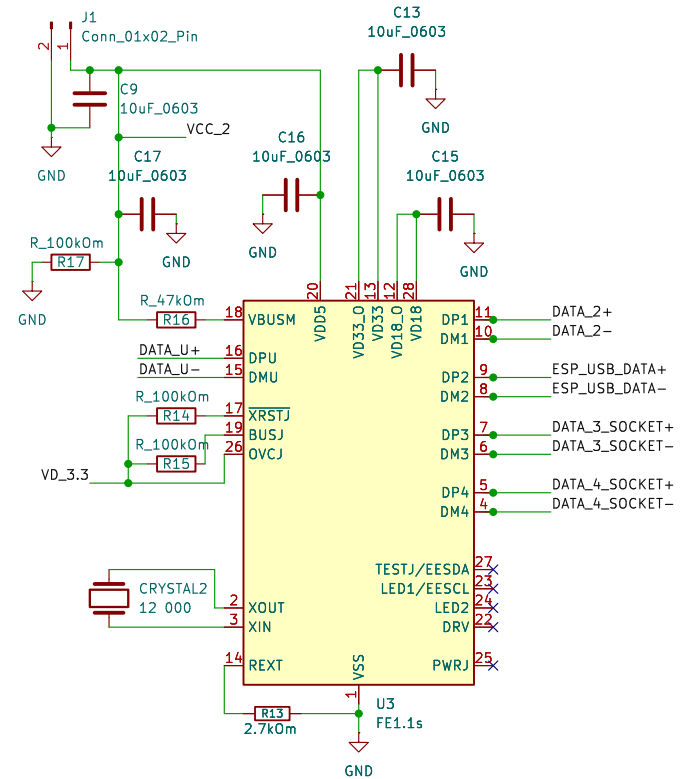 J1
Conn_01x02_Pin
2
1
C13
10uF_0603
GND
C9
10uF_0603
GND
VCC_2
C17
10uF_0603
GND
C16
10uF_0603
GND
C15
10uF_0603
GND
R_100kOm
R17
GND
R_47kOm
R16
20
21
13
12
28
VDD5
VD33_O
VD33
VD18_O
VD18
18
VBUSM
DATA_U+
16
DPU
DATA_U-
15
DMU
R_100kOm
R14
17
XRSTJ
19
BUSJ
R_100kOm
R15
26
OVCJ
VD_3.3
DP1
11
DATA_2+
DM1
10
DATA_2-
DP2
9
ESP_USB_DATA+
DM2
8
ESP_USB_DATA-
DP3
7
DATA_3_SOCKET+
DM3
6
DATA_3_SOCKET-
DP4
5
DATA_4_SOCKET+
DM4
4
DATA_4_SOCKET-
TESTJ/EESDA
27
LED1/EESCL
23
LED2
24
DRV
22
PWRJ
25
CRYSTAL2
12 000
2
XOUT
3
XIN
14
REXT
VSS
1
R13
2.7kOm
U3
FE1.1s
GND